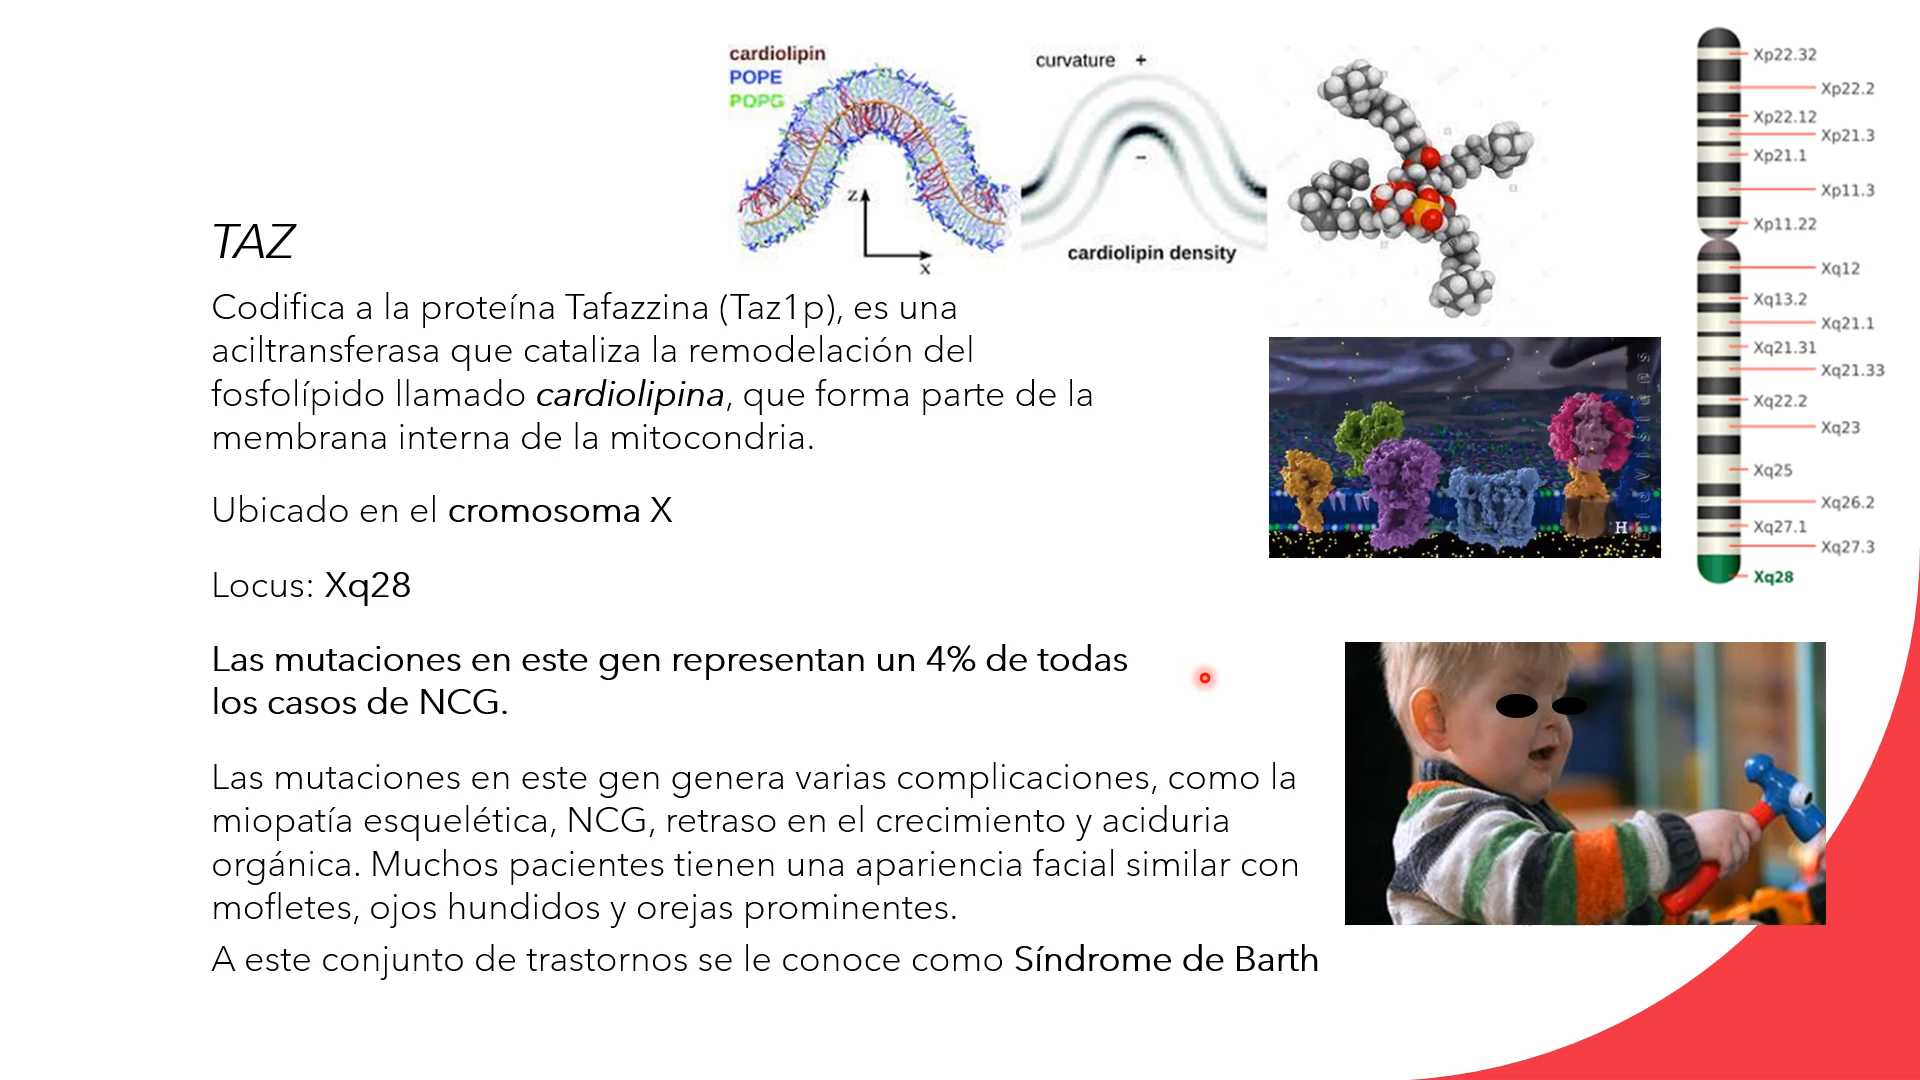 cardiolipin
POPE
POPG
z
x
curvature +
–
cardiolipin density
TAZ
Codifica a la proteína Tafazzina (Taz1p), es una
aciltransferasa que cataliza la remodelación del
fosfolípido llamado cardiolipina, que forma parte de la
membrana interna de la mitocondria.
Ubicado en el cromosoma X
Locus: Xq28
Las mutaciones en este gen representan un 4% de todas
los casos de NCG.
Las mutaciones en este gen genera varias complicaciones, como la
miopatía esquelética, NCG, retraso en el crecimiento y aciduria
orgánica. Muchos pacientes tienen una apariencia facial similar con
mofletes, ojos hundidos y orejas prominentes.
A este conjunto de trastornos se le conoce como Síndrome de Barth
Xp22.32
Xp22.2
Xp22.12
Xp21.3
Xp21.1
Xp11.3
Xp11.22
Xq12
Xq13.2
Xq21.1
Xq21.31
Xq21.33
Xq22.2
Xq23
Xq25
Xq26.2
Xq27.1
Xq27.3
Xq28